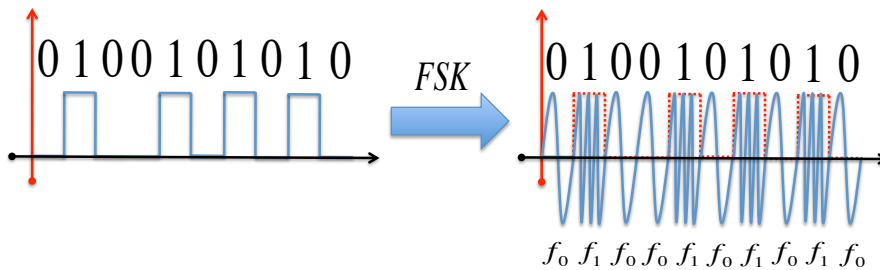 0 1 0 0 1 0 1 0 1 0
FSK
0 1 0 0 1 0 1 0 1 0
f₀ f₁ f₀ f₀ f₁ f₀ f₁ f₀ f₁ f₀